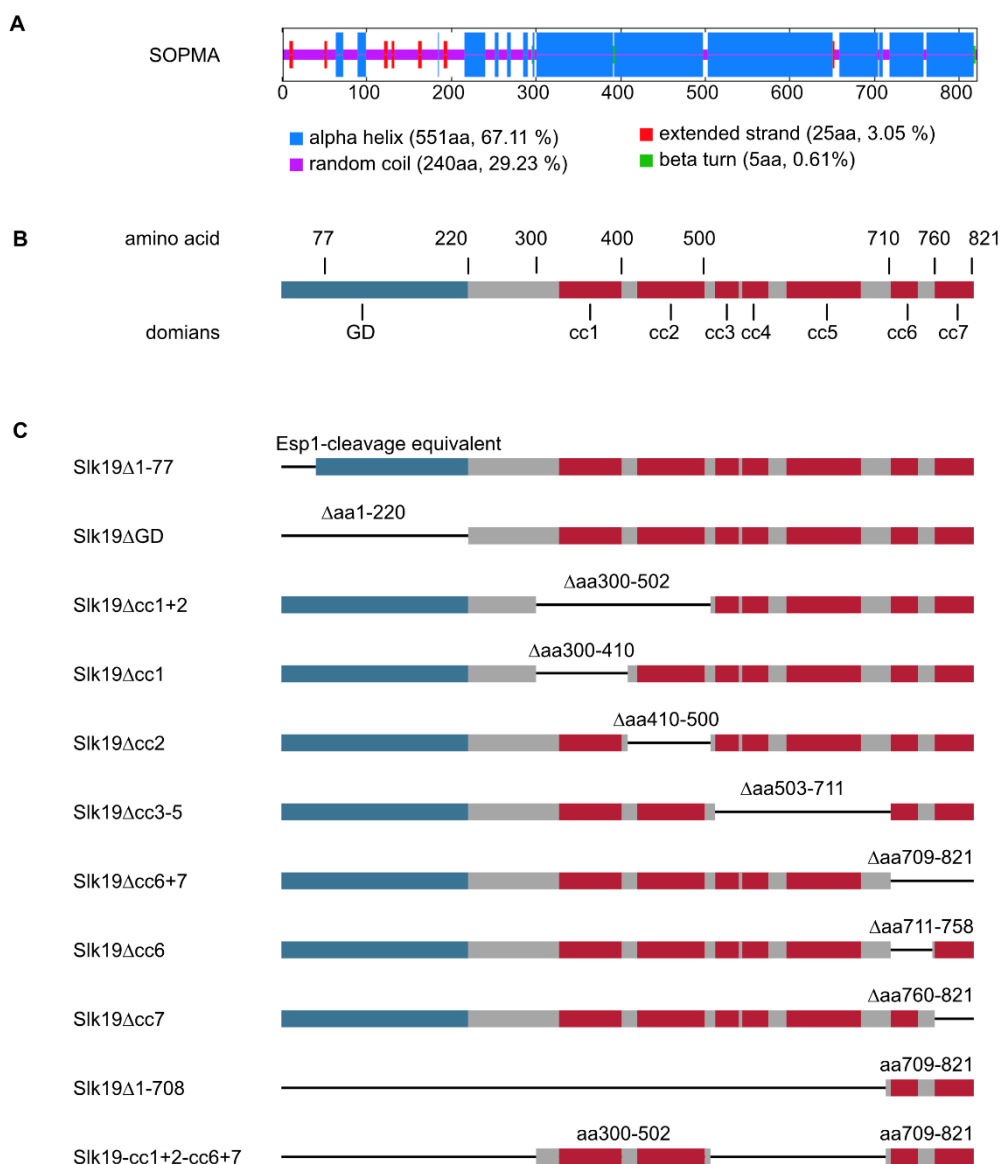 A
SOPMA
0 100 200 300 400 500 600 700 800
alpha helix (551aa, 67.11 %) extended strand (25aa, 3.05 %)
random coil (240aa, 29.23 %) beta turn (5aa, 0.61%)
B
amino acid 77 220 300 400 500 710 760 821
domians GD cc1 cc2 cc3 cc4 cc5 cc6 cc7
C
Esp1-cleavage equivalent
Slk19Δ1-77
Δaa1-220
Slk19ΔGD
Δaa300-502
Slk19Δcc1+2
Δaa300-410
Slk19Δcc1
Δaa410-500
Slk19Δcc2
Δaa503-711
Slk19Δcc3-5
Δaa709-821
Slk19Δcc6+7
Δaa711-758
Slk19Δcc6
Δaa760-821
Slk19Δcc7
aa709-821
Slk19Δ1-708
aa300-502 aa709-821
Slk19-cc1+2-cc6+7